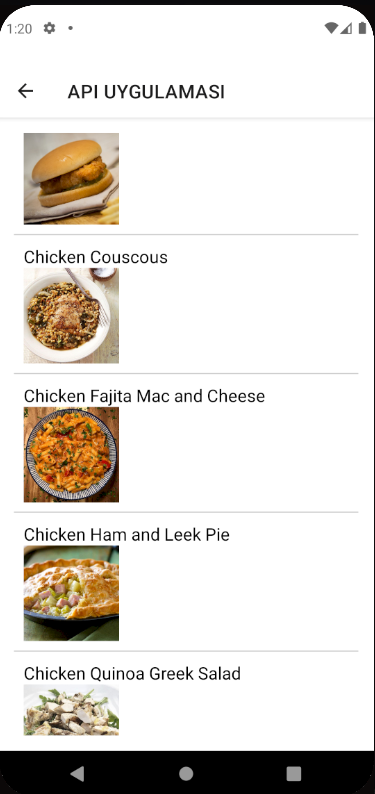 1:20
API UYGULAMASI
Chicken Couscous
Chicken Fajita Mac and Cheese
Chicken Ham and Leek Pie
Chicken Quinoa Greek Salad